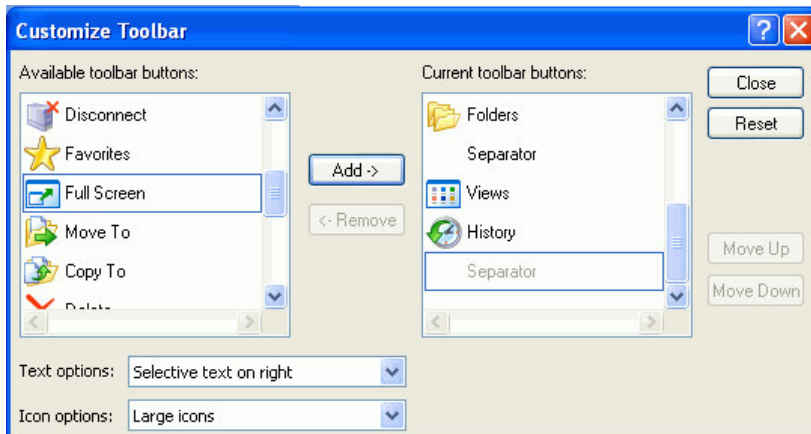 Customize Toolbar
Available toolbar buttons:
Disconnect
Favorites
Full Screen
Move To
Copy To
Delete
Add ->
<- Remove
Current toolbar buttons:
Folders
Separator
Views
History
Separator
Close
Reset
Move Up
Move Down
Text options: Selective text on right
Icon options: Large icons